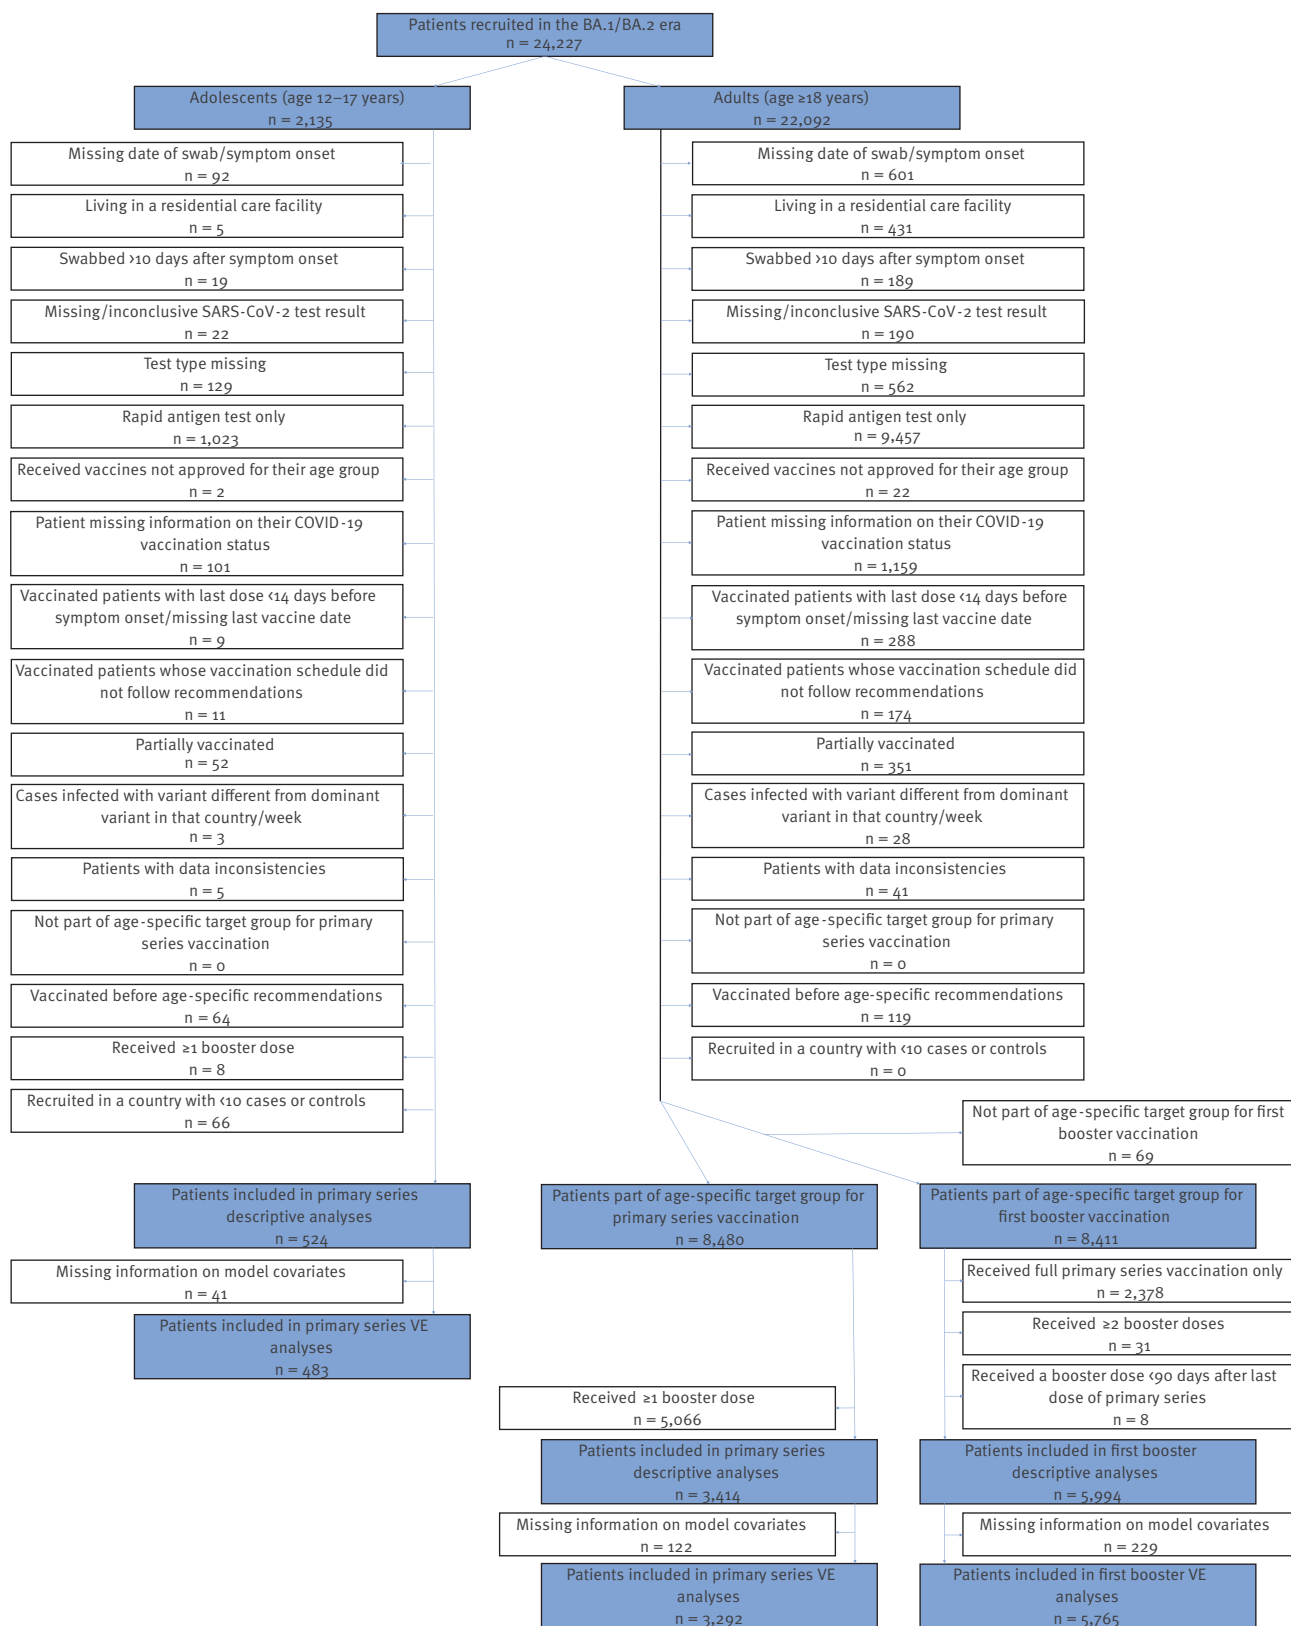 Patients recruited in the BA.1/BA.2 era
n = 24,227
Adolescents (age 12–17 years)
n = 2,135
Missing date of swab/symptom onset
n = 92
Living in a residential care facility
n = 5
Swabbed >10 days after symptom onset
n = 19
Missing/inconclusive SARS-CoV-2 test result
n = 22
Test type missing
n = 129
Rapid antigen test only
n = 1,023
Received vaccines not approved for their age group
n = 2
Patient missing information on their COVID-19
vaccination status
n = 101
Vaccinated patients with last dose <14 days before
symptom onset/missing last vaccine date
n = 9
Vaccinated patients whose vaccination schedule did
not follow recommendations
n = 11
Partially vaccinated
n = 52
Cases infected with variant different from dominant
variant in that country/week
n = 3
Patients with data inconsistencies
n = 5
Not part of age-specific target group for primary
series vaccination
n = 0
Vaccinated before age-specific recommendations
n = 64
Received ≥1 booster dose
n = 8
Recruited in a country with <10 cases or controls
n = 66
Patients included in primary series
descriptive analyses
n = 524
Missing information on model covariates
n = 41
Patients included in primary series VE
analyses
n = 483
Adults (age ≥18 years)
n = 22,092
Missing date of swab/symptom onset
n = 601
Living in a residential care facility
n = 431
Swabbed >10 days after symptom onset
n = 189
Missing/inconclusive SARS-CoV-2 test result
n = 190
Test type missing
n = 562
Rapid antigen test only
n = 9,457
Received vaccines not approved for their age group
n = 22
Patient missing information on their COVID-19
vaccination status
n = 1,159
Vaccinated patients with last dose <14 days before
symptom onset/missing last vaccine date
n = 288
Vaccinated patients whose vaccination schedule did
not follow recommendations
n = 174
Partially vaccinated
n = 351
Cases infected with variant different from dominant
variant in that country/week
n = 28
Patients with data inconsistencies
n = 41
Not part of age-specific target group for primary
series vaccination
n = 0
Vaccinated before age-specific recommendations
n = 119
Recruited in a country with <10 cases or controls
n = 0
Not part of age-specific target group for first
booster vaccination
n = 69
Patients part of age-specific target group for
primary series vaccination
n = 8,480
Received ≥1 booster dose
n = 5,066
Patients included in primary series
descriptive analyses
n = 3,414
Missing information on model covariates
n = 122
Patients included in primary series VE
analyses
n = 3,292
Patients part of age-specific target group for
first booster vaccination
n = 8,411
Received full primary series vaccination only
n = 2,378
Received ≥2 booster doses
n = 31
Received a booster dose <90 days after last
dose of primary series
n = 8
Patients included in first booster
descriptive analyses
n = 5,994
Missing information on model covariates
n = 229
Patients included in first booster VE
analyses
n = 5,765